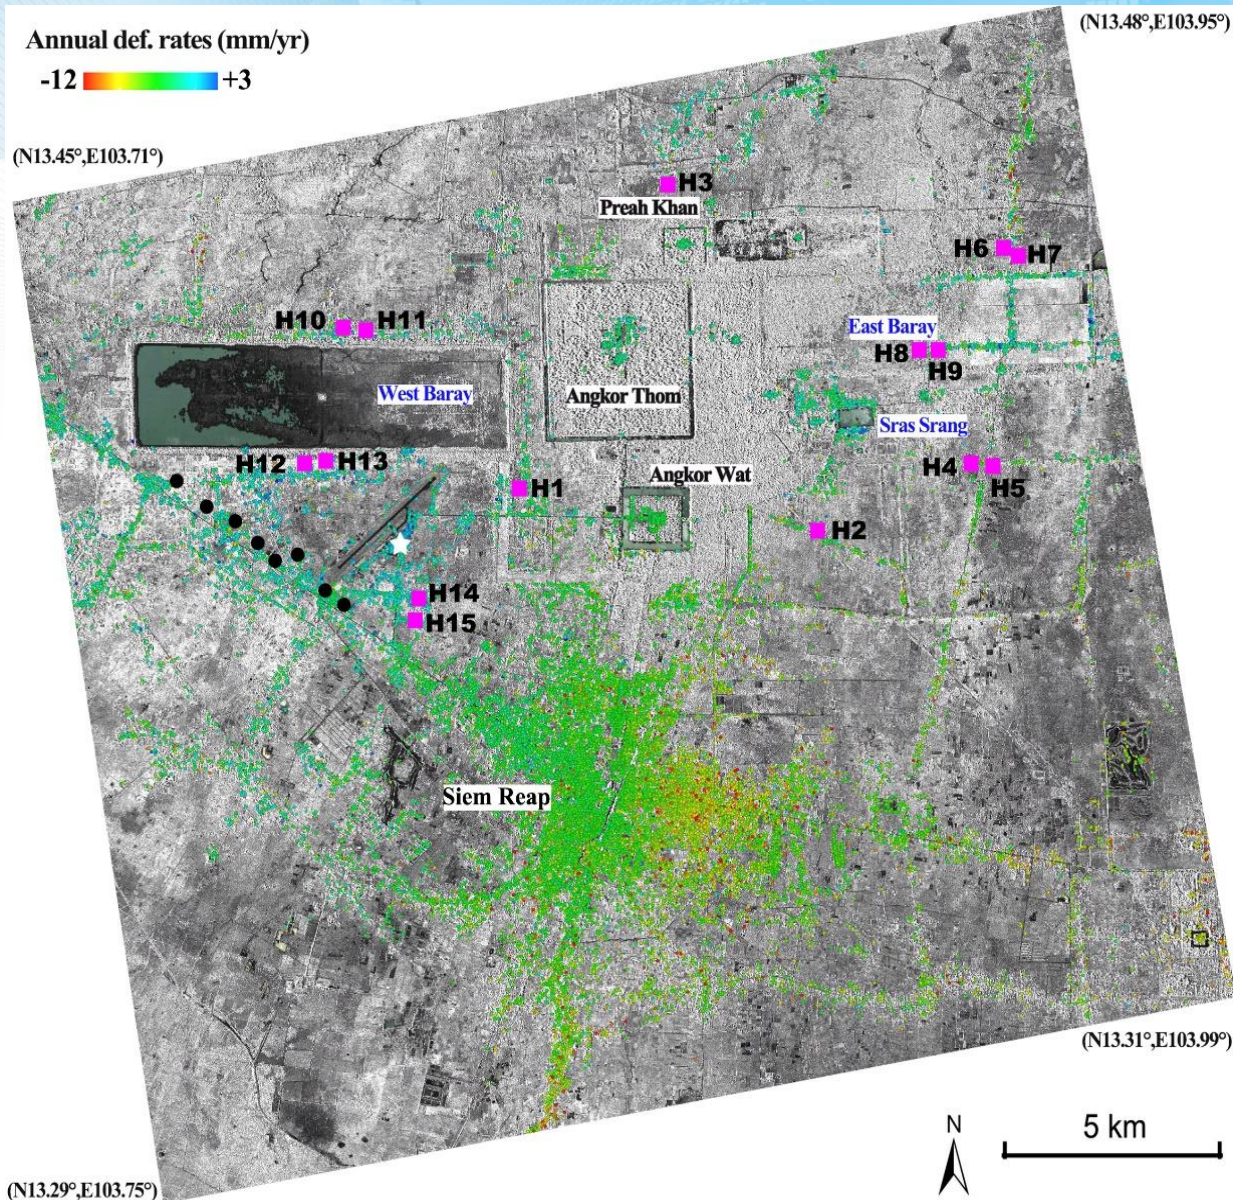 (N13.48°,E103.95°)
Annual def. rates (mm/yr)
-12 +3
(N13.45°,E103.71°)
H3
Preah Khan
H6 H7
H10 H11
East Baray
H8 H9
West Baray
Angkor Thom
Sras Srang
H12 H13
H4 H5
Angkor Wat
H1
H2
H14
H15
Siem Reap
(N13.31°,E103.99°)
N
5 km
(N13.29°,E103.75°)